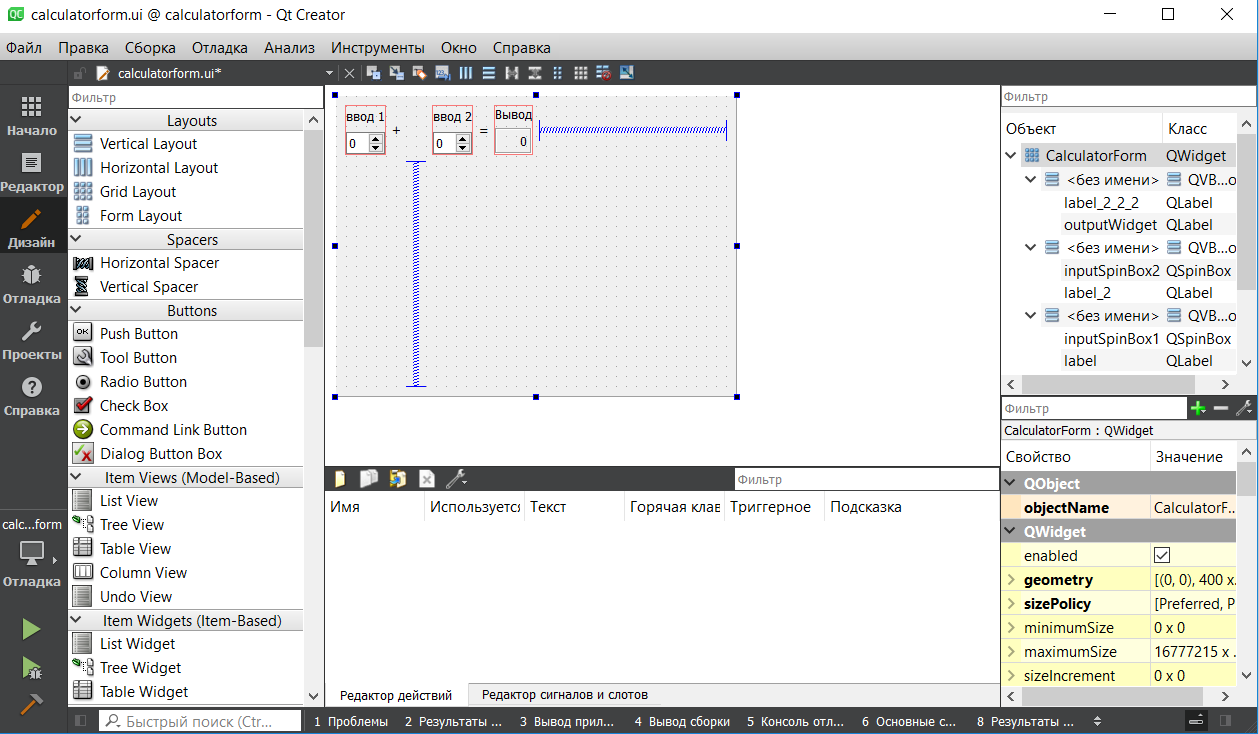 calculatorform.ui @ calculatorform - Qt Creator
Файл Правка Сборка Отладка Анализ Инструменты Окно Справка
calculatorform.ui*
Начало
Редактор
Дизайн
Отладка
Проекты
Справка
calc...form
Отладка
Фильтр
Layouts
Vertical Layout
Horizontal Layout
Grid Layout
Form Layout
Spacers
Horizontal Spacer
Vertical Spacer
Buttons
OK Push Button
Tool Button
Radio Button
Check Box
Command Link Button
Dialog Button Box
Item Views (Model-Based)
List View
Tree View
Table View
Column View
Undo View
Item Widgets (Item-Based)
List Widget
Tree Widget
Table Widget
ввод 1 ввод 2 Вывод
0 + 0 = 0
Фильтр
Имя Используется Текст Горячая клав Триггерное Подсказка
Редактор действий Редактор сигналов и слотов
Фильтр
Объект Класс
CalculatorForm QWidget
<без имени> QVB...o
label_2_2_2 QLabel
outputWidget QLabel
<без имени> QVB...o
inputSpinBox2 QSpinBox
label_2 QLabel
<без имени> QVB...o
inputSpinBox1 QSpinBox
label QLabel
Фильтр
CalculatorForm : QWidget
Свойство Значение
QObject
objectName CalculatorF...
QWidget
enabled
geometry [(0, 0), 400 x.
sizePolicy [Preferred, P
minimumSize 0 x 0
maximumSize 16777215 x .
sizeIncrement 0 x 0
Быстрый поиск (Ctr... 1 Проблемы 2 Результаты ... 3 Вывод прил... 4 Вывод сборки 5 Консоль отл... 6 Основные с... 8 Результаты ...